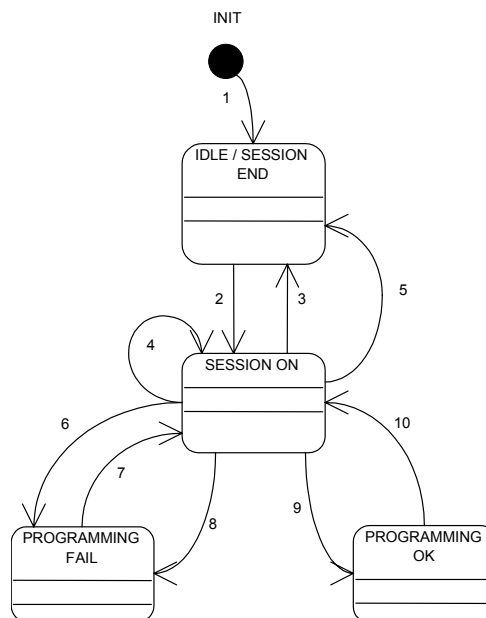 INIT
1
IDLE / SESSION
END
2
3
5
4
SESSION ON
6
10
7
8
9
PROGRAMMING
FAIL
PROGRAMMING
OK